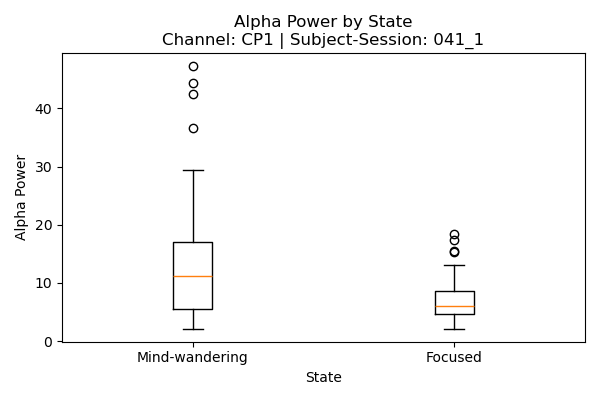 Alpha Power by State
Channel: CP1 | Subject-Session: 041_1
Alpha Power
40
30
20
10
0
Mind-wandering
Focused
State